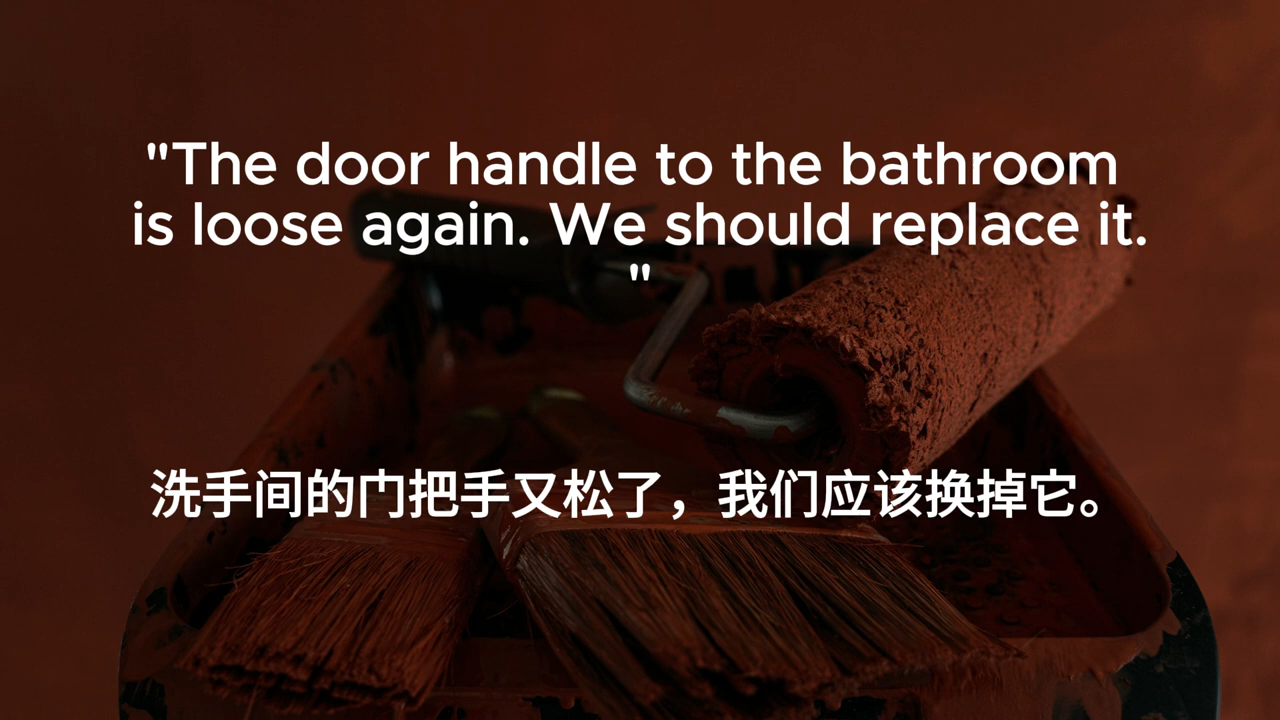 "The door handle to the bathroom
is loose again. We should replace it.
"
洗手间的门把手又松了，我们应该换掉它。